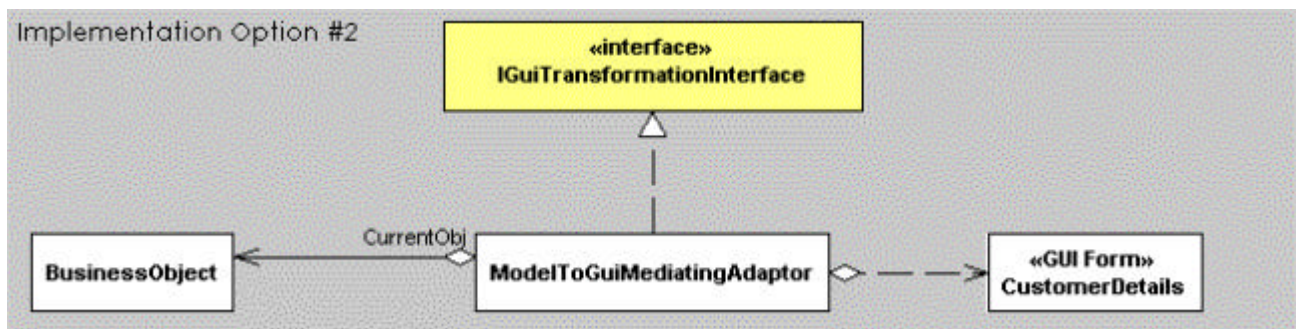 Implementation Option #2
«interface»
IGuiTransformationInterface
CurrentObj
BusinessObject
ModelToGuiMediatingAdaptor
«GUI Form»
CustomerDetails